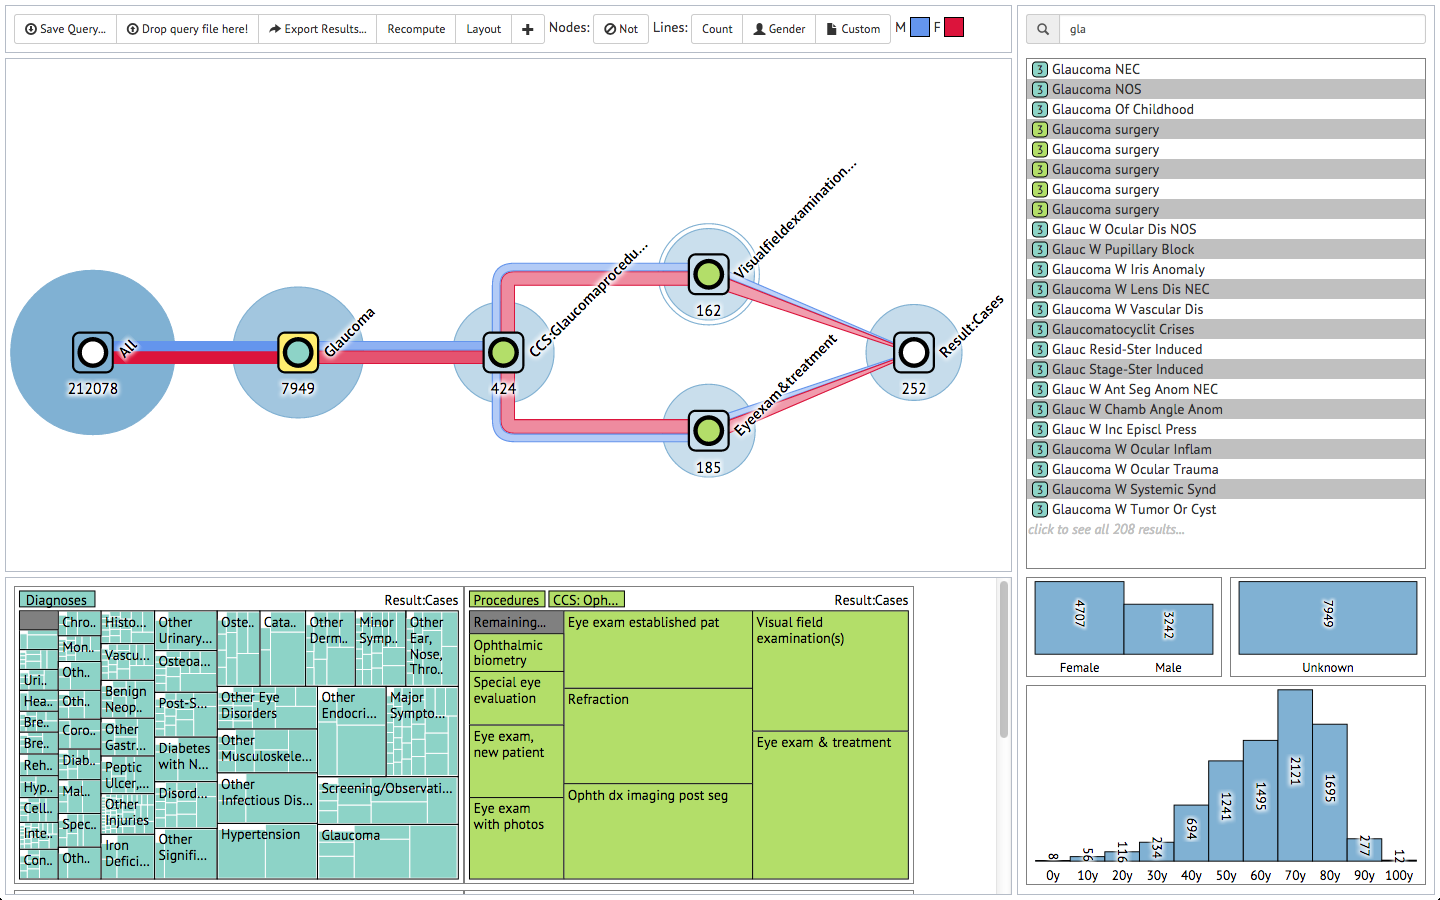 Save Query...
Drop query file here!
Export Results...
Recompute
Layout
Nodes:
Not
Lines:
Count
Gender
Custom
M
F
gla
3 Glaucoma NEC
3 Glaucoma NOS
3 Glaucoma Of Childhood
3 Glaucoma surgery
3 Glaucoma surgery
3 Glaucoma surgery
3 Glaucoma surgery
3 Glaucoma surgery
3 Glauc W Ocular Dis NOS
3 Glauc W Pupillary Block
3 Glaucoma W Iris Anomaly
3 Glaucoma W Lens Dis NEC
3 Glaucoma W Vascular Dis
3 Glaucomatocyclit Crises
3 Glauc Resid-Ster Induced
3 Glauc Stage-Ster Induced
3 Glauc W Ant Seg Anom NEC
3 Glauc W Chamb Angle Anom
3 Glauc W Inc Episcl Press
3 Glaucoma W Ocular Inflam
3 Glaucoma W Ocular Trauma
3 Glaucoma W Systemic Synd
3 Glaucoma W Tumor Or Cyst
click to see all 208 results...
All
212078
Glaucoma
7949
CCS:Glaucomaprocedu...
424
Visualfieldexamination...
162
Eyeexam&treatment
185
Result:Cases
252
Diagnoses
Result:Cases
Uri..
Hea..
Bre..
Bre..
Reh..
Hyp..
Cell..
Inte..
Con..
Chro..
Mon..
Oth..
Oth..
Coro..
Diab..
Mal..
Spec..
Oth..
Histo...
Vascu...
Benign
Neop...
Other
Gastr...
Peptic
Ulcer,...
Other
Injuries
Iron
Defici...
Other
Urinary...
Osteoa...
Post-S...
Diabetes
with N...
Disord...
Other
Signifi...
Oste..
Cata..
Other
Derm..
Minor
Symp..
Other
Ear,
Nose,
Thro..
Other Eye
Disorders
Other
Musculoskele...
Other
Infectious Dis...
Hypertension
Other
Endocri...
Major
Sympto...
Screening/Observati...
Glaucoma
Procedures
CCS: Oph...
Result:Cases
Remaining...
Ophthalmic
biometry
Special eye
evaluation
Eye exam,
new patient
Eye exam
with photos
Eye exam established pat
Refraction
Ophth dx imaging post seg
Visual field
examination(s)
Eye exam & treatment
4707
3242
Female
Male
7949
Unknown
8
56
116
234
694
1241
1495
2121
1695
277
12
0y
10y
20y
30y
40y
50y
60y
70y
80y
90y
100y